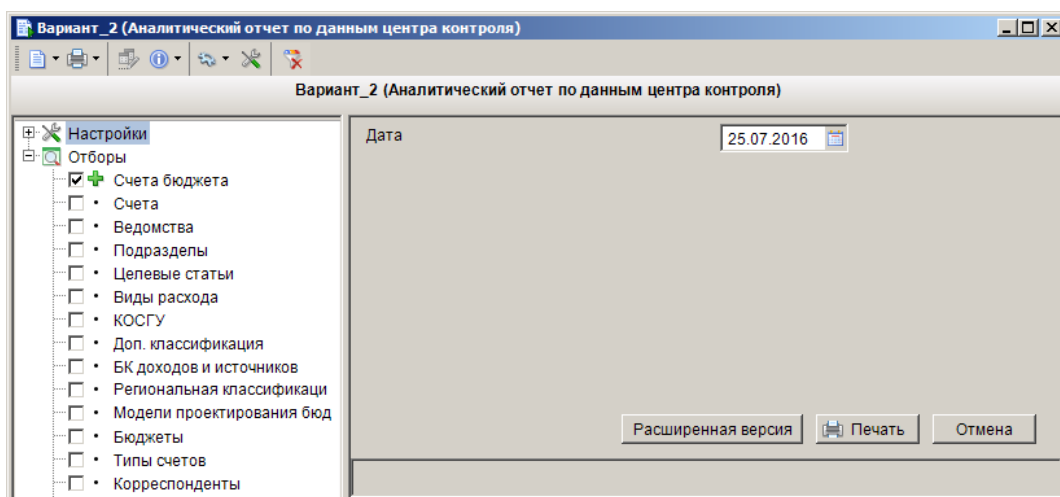 Вариант_2 (Аналитический отчет по данным центра контроля)
Вариант_2 (Аналитический отчет по данным центра контроля)
Настройки
Отборы
Счета бюджета
Счета
Ведомства
Подразделы
Целевые статьи
Виды расхода
КОСГУ
Доп. классификация
БК доходов и источников
Региональная классификаци
Модели проектирования бюд
Бюджеты
Типы счетов
Корреспонденты
Дата
25.07.2016
Расширенная версия
Печать
Отмена